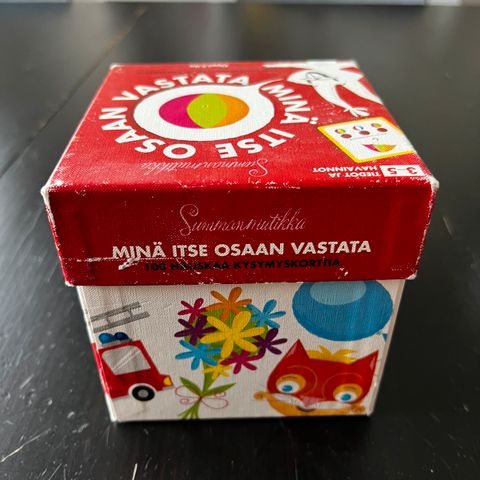 MINÄ ITSE OSAAN VASTATA
Summanmutikka
3-5
TIEDOT JA
HAVAINNOT
Summanmutikka
MINÄ ITSE OSAAN VASTATA
100 HAUSKAA KYSYMYSKORTTIA